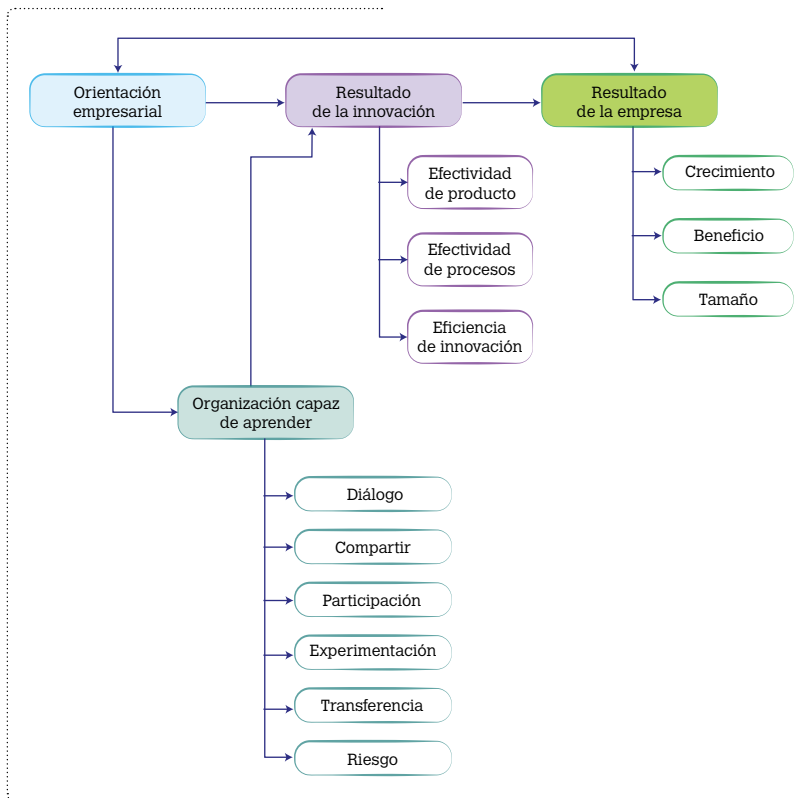 Orientación
empresarial
Resultado
de la innovación
Resultado
de la empresa
Efectividad
de producto
Efectividad
de procesos
Eficiencia
de innovación
Crecimiento
Beneficio
Tamaño
Organización capaz
de aprender
Diálogo
Compartir
Participación
Experimentación
Transferencia
Riesgo